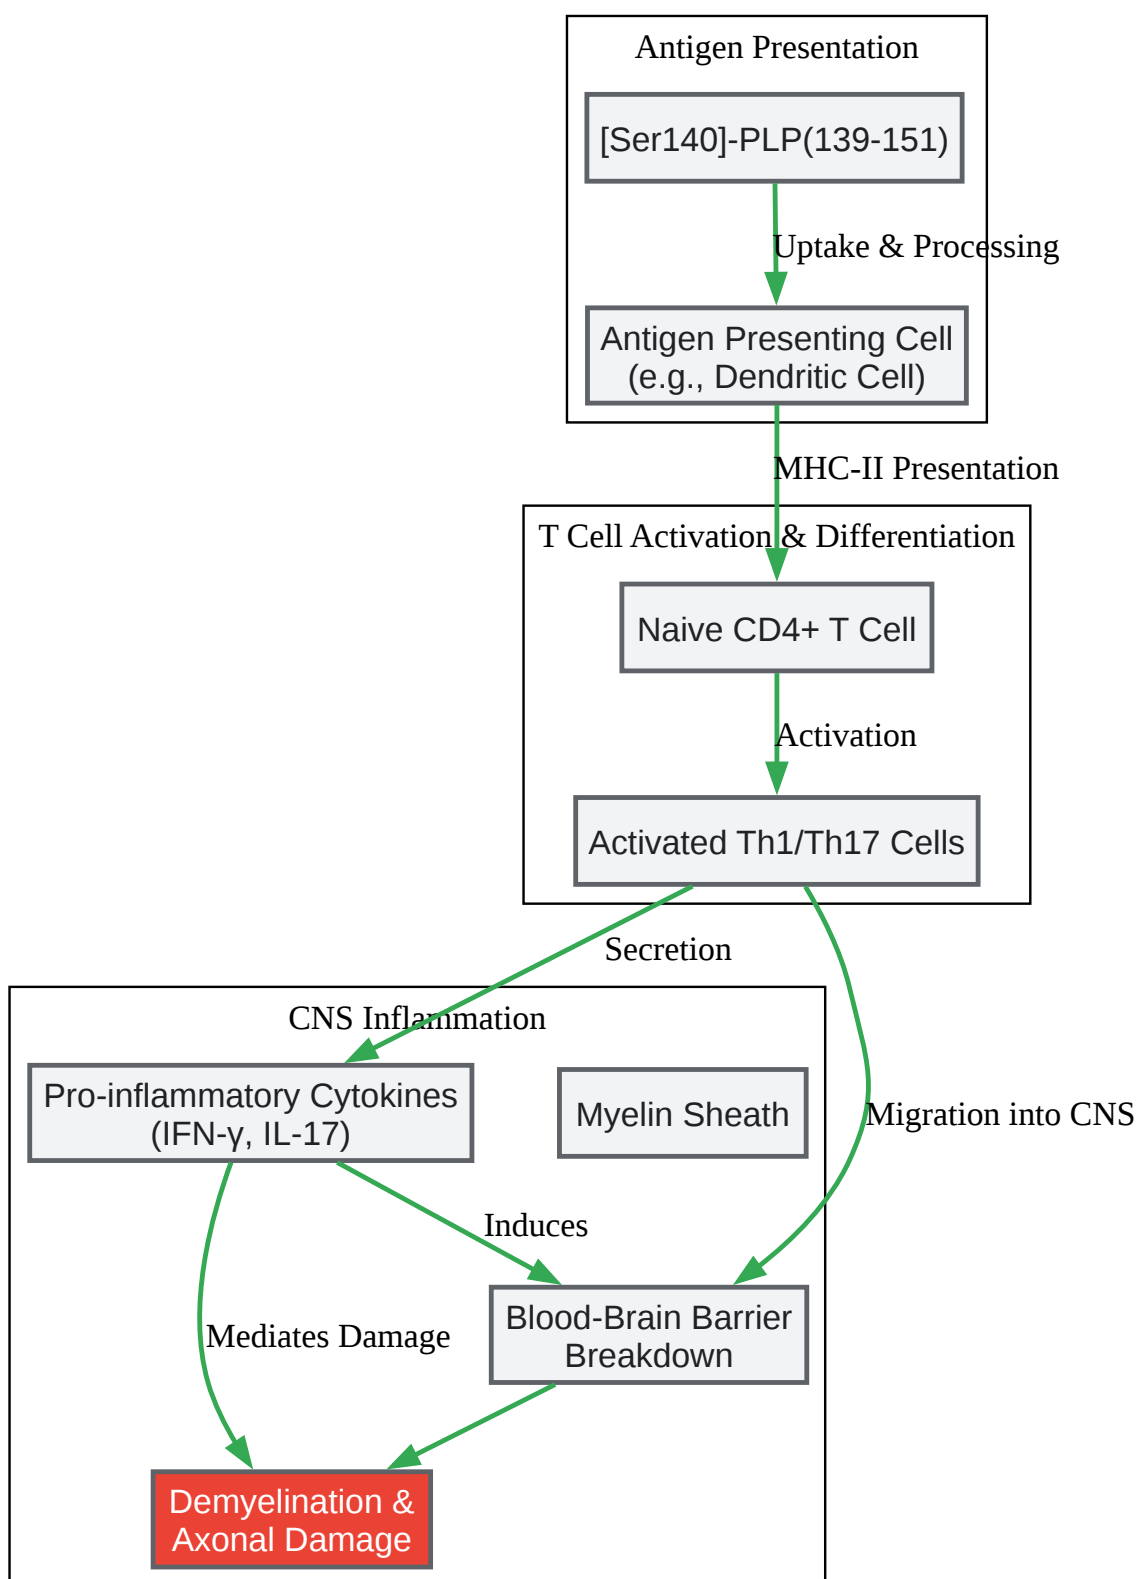 Antigen Presentation
[Ser140]-PLP(139-151)
Uptake & Processing
Antigen Presenting Cell
(e.g., Dendritic Cell)
MHC-II Presentation
T Cell Activation & Differentiation
Naive CD4+ T Cell
Activation
Activated Th1/Th17 Cells
Secretion
CNS Inflammation
Pro-inflammatory Cytokines
(IFN-γ, IL-17)
Myelin Sheath
Migration into CNS
Induces
Blood-Brain Barrier
Breakdown
Mediates Damage
Demyelination &
Axonal Damage